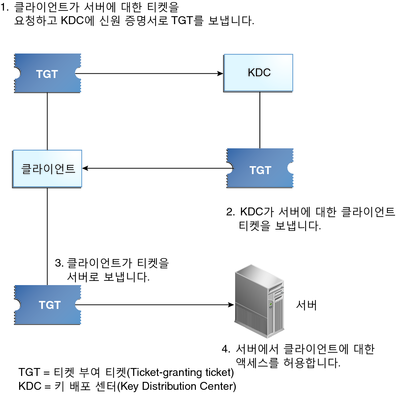 1. 클라이언트가 서버에 대한 티켓을
요청하고 KDC에 신원 증명서로 TGT를 보냅니다.
TGT
KDC
클라이언트
TGT
2. KDC가 서버에 대한 클라이언트
티켓을 보냅니다.
3. 클라이언트가 티켓을
서버로 보냅니다.
TGT
서버
4. 서버에서 클라이언트에 대한
액세스를 허용합니다.
TGT = 티켓 부여 티켓(Ticket-granting ticket)
KDC = 키 배포 센터(Key Distribution Center)